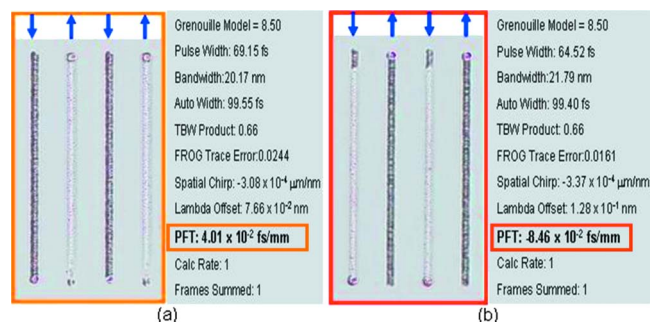 Grenouille Model = 8.50
Pulse Width: 69.15 fs
Bandwidth: 20.17 nm
Auto Width: 99.55 fs
TBW Product: 0.66
FROG Trace Error:0.0244
Spatial Chirp: -3.08 x 10⁻⁴ μm/nm
Lambda Offset: 7.66 x 10⁻² nm
PFT: 4.01 x 10⁻² fs/mm
Calc Rate: 1
Frames Summed: 1
(a)
Grenouille Model = 8.50
Pulse Width: 64.52 fs
Bandwidth:21.79 nm
Auto Width: 99.40 fs
TBW Product: 0.66
FROG Trace Error:0.0161
Spatial Chirp: -3.37 x 10⁻⁴ μm/nm
Lambda Offset: 1.28 x 10⁻¹ nm
PFT: -8.46 x 10⁻² fs/mm
Calc Rate: 1
Frames Summed: 1
(b)